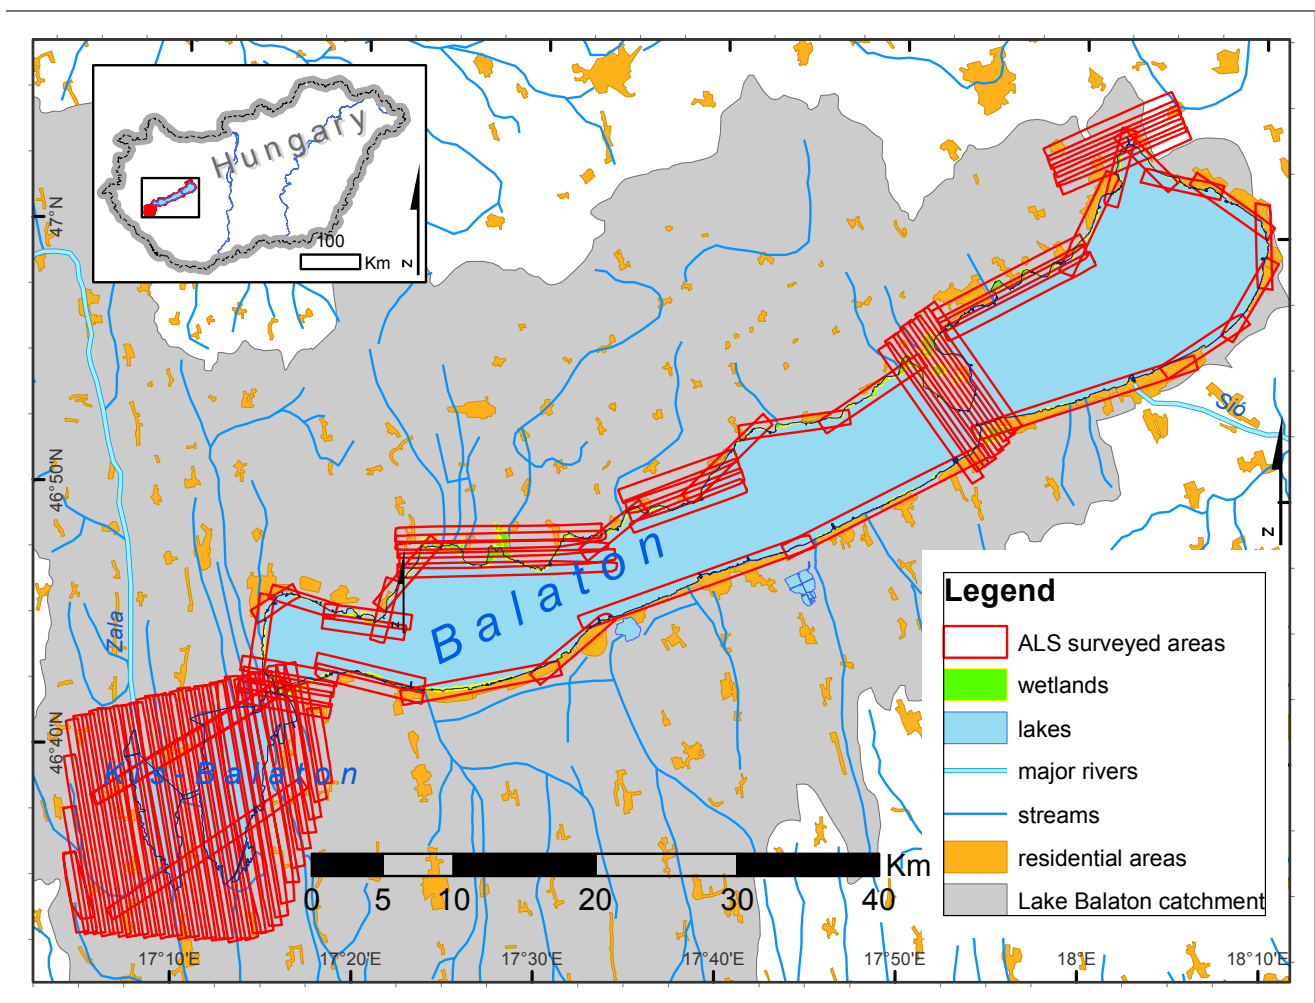 Hungary
100
Km
z
47°N
46°50'N
46°40'N
Sió
z
Zala
z
Balaton
Kis-Balaton
Legend
ALS surveyed areas
wetlands
lakes
major rivers
streams
residential areas
Lake Balaton catchment
Km
0 5 10 20 30 40
17°10'E 17°20'E 17°30'E 17°40'E 17°50'E 18°E 18°10'E